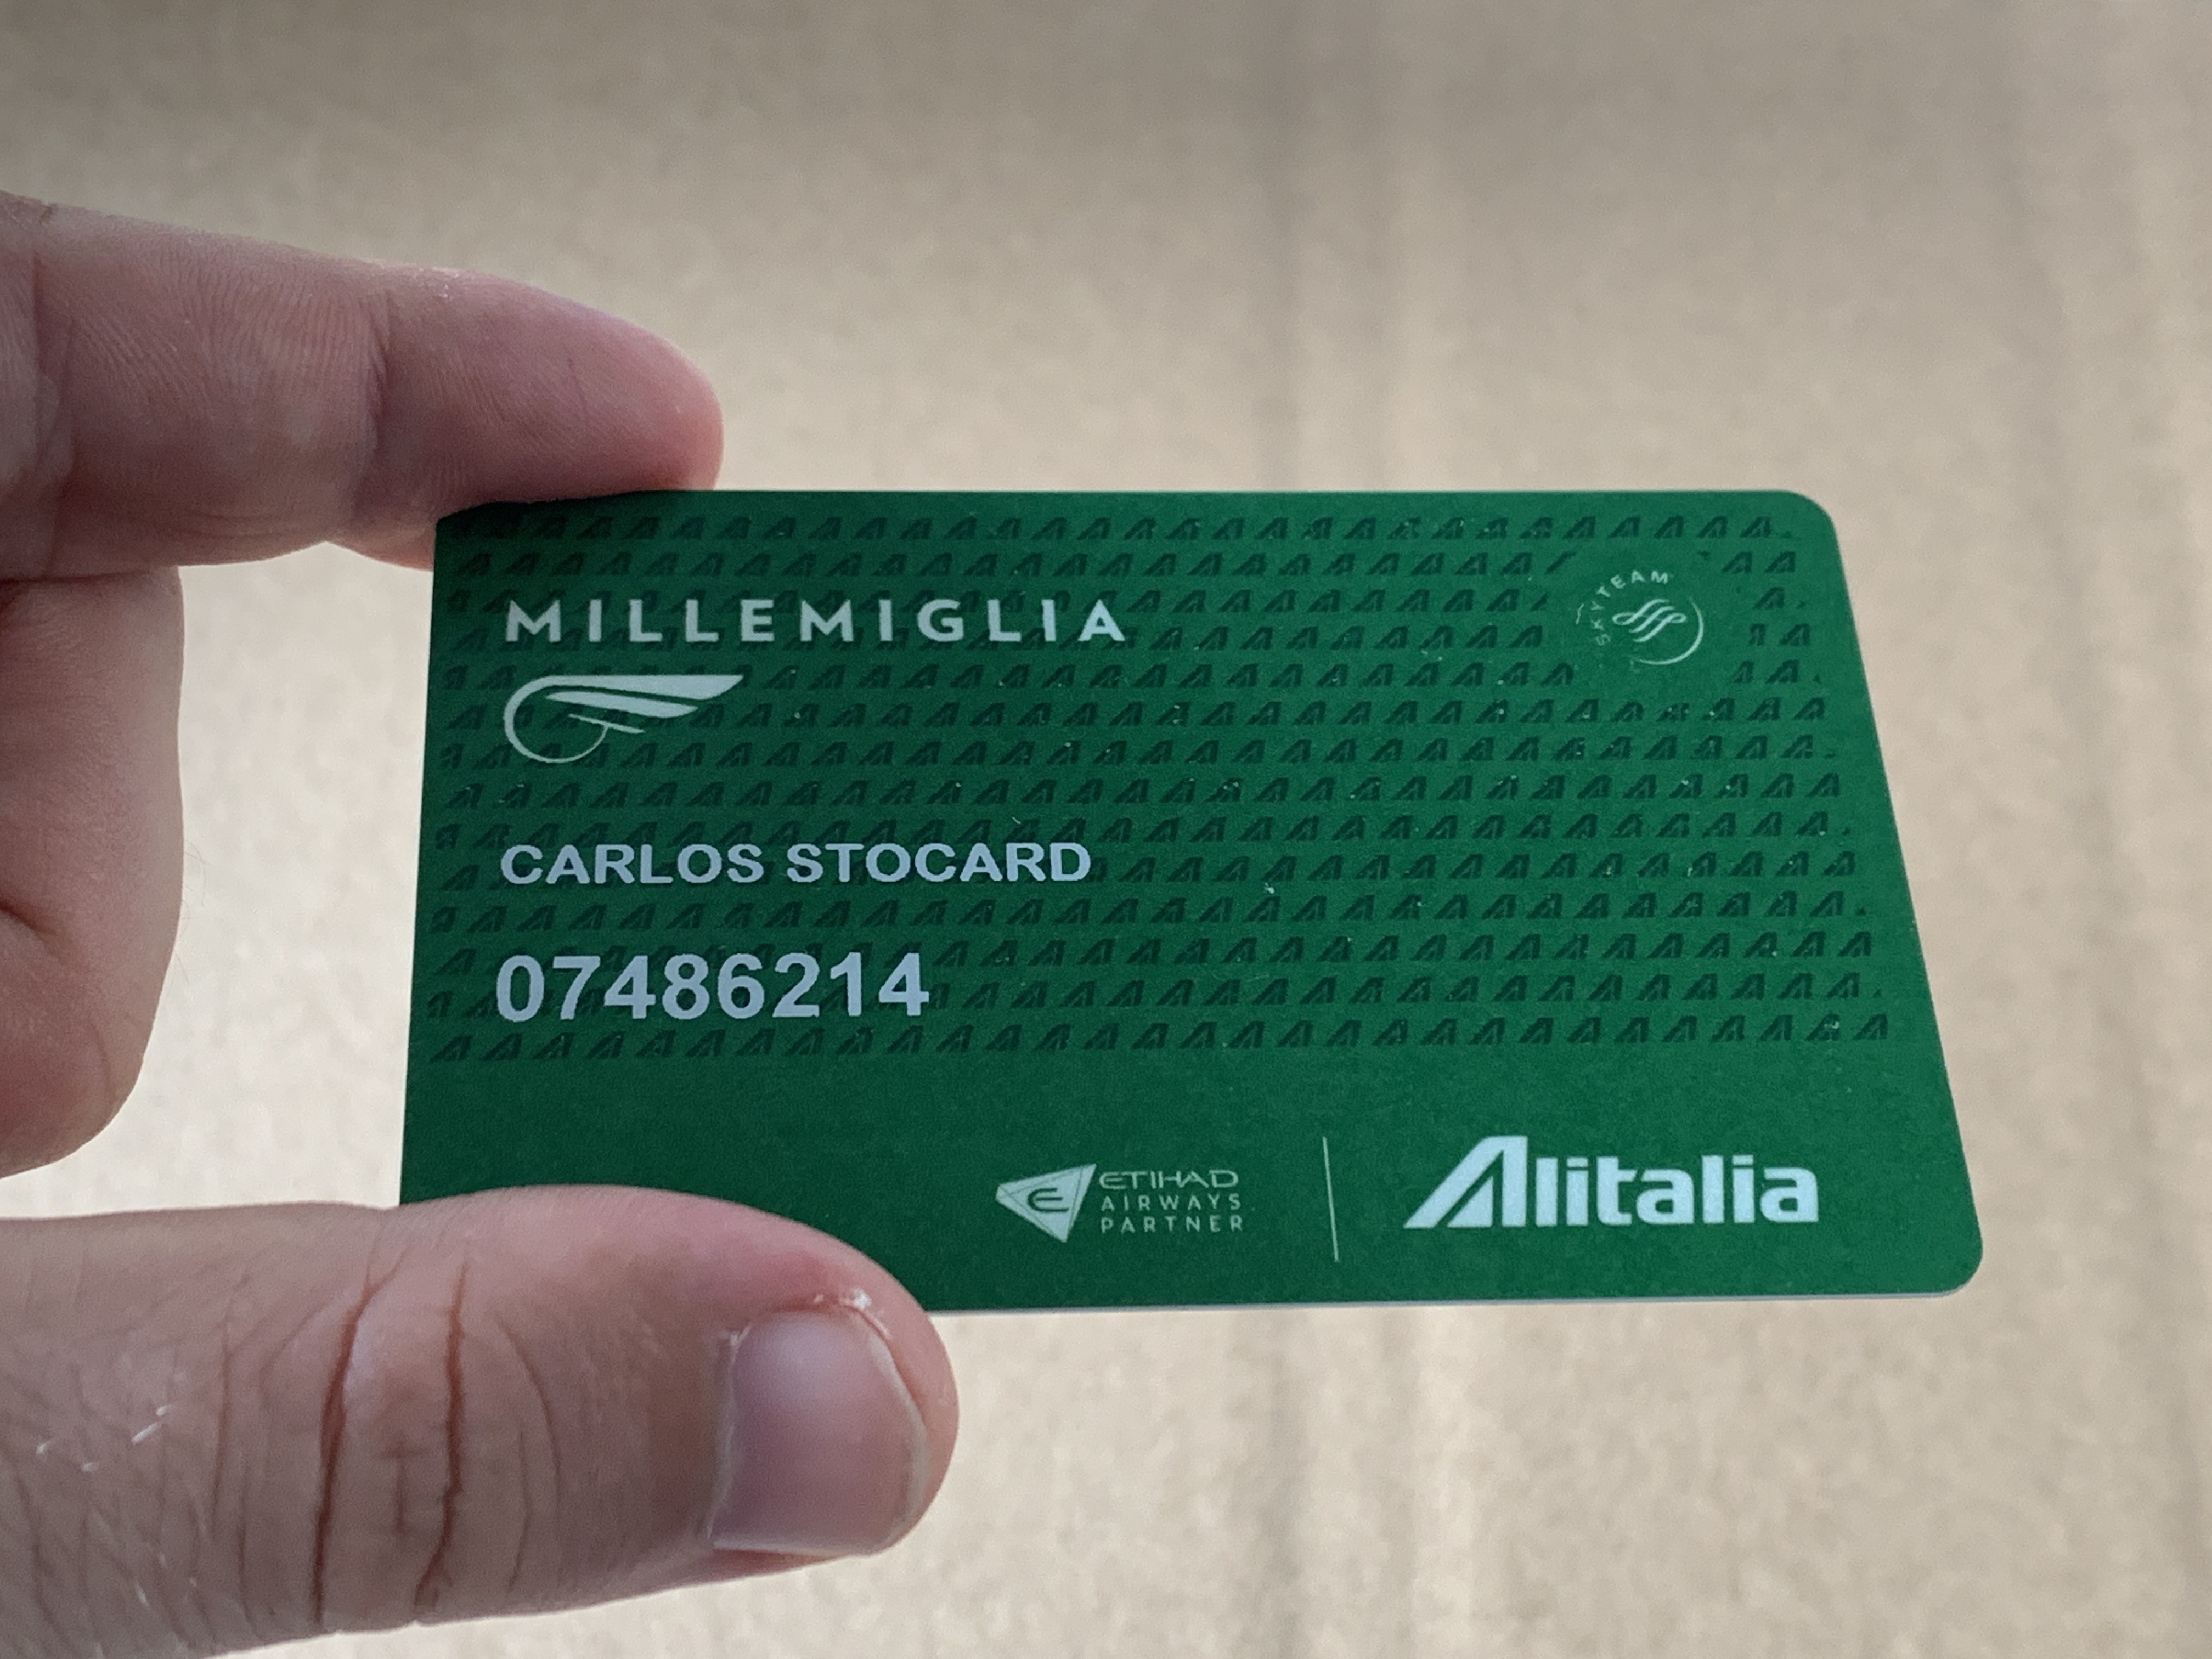 MILLEMIGLIA
SKYTEAM
CARLOS STOCARD
07486214
ETIHAD
AIRWAYS
PARTNER
Alitalia